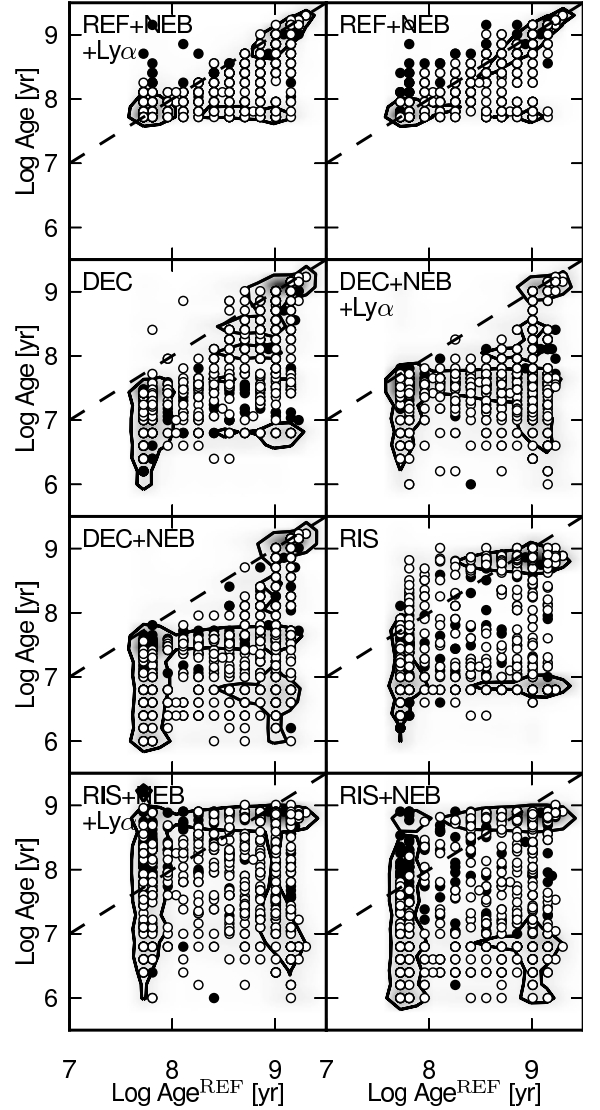 REF+NEB
+Lyα
REF+NEB
9
8
7
6
Log Age [yr]
DEC
DEC+NEB
+Lyα
9
8
7
6
Log Age [yr]
DEC+NEB
RIS
9
8
7
6
Log Age [yr]
RIS+NEB
+Lyα
RIS+NEB
9
8
7
6
Log Age [yr]
7 8 9 7 8 9
Log Age^REF [yr] Log Age^REF [yr]